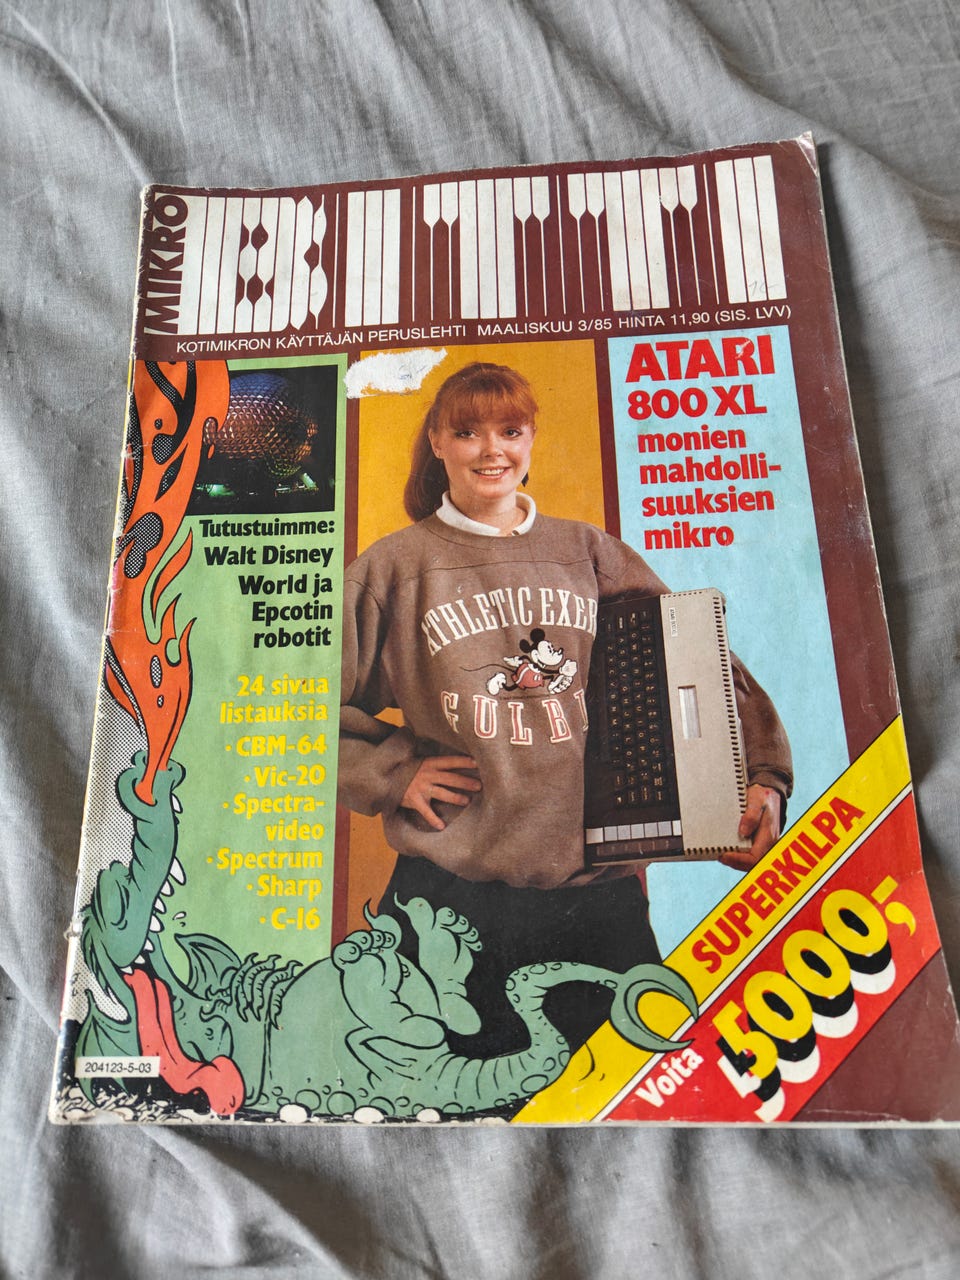 MIKRO
BITTI
KOTIMIKRON KÄYTTÄJÄN PERUSLEHTI MAALISKUU 3/85 HINTA 11,90 (SIS. LVV)
ATARI
800 XL
monien
mahdolli-
suuksien
mikro
Tutustuimme:
Walt Disney
World ja
Epcotin
robotit
24 sivua
listauksia
• CBM-64
• Vic-20
• Spectra-
video
• Spectrum
• Sharp
• C-16
ATHLETIC EXER
GULB
SUPERKILPA
Voita 5000,-
204123-5-03